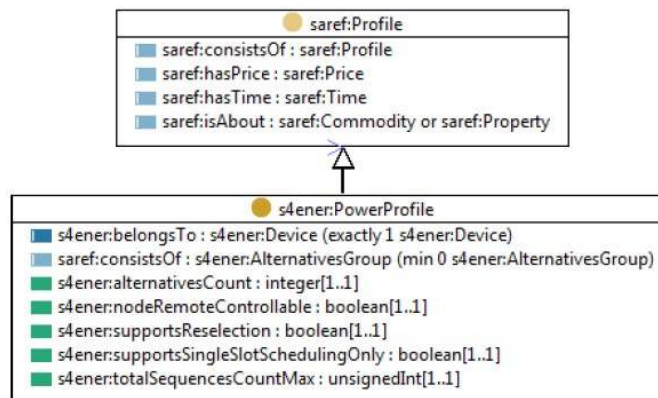 saref:Profile
saref:consistsOf : saref:Profile
saref:hasPrice : saref:Price
saref:hasTime : saref:Time
saref:isAbout : saref:Commodity or saref:Property
s4ener:PowerProfile
s4ener:belongsTo : s4ener:Device (exactly 1 s4ener:Device)
saref:consistsOf : s4ener:AlternativesGroup (min 0 s4ener:AlternativesGroup)
s4ener:alternativesCount : integer[1..1]
s4ener:nodeRemoteControllable : boolean[1..1]
s4ener:supportsReselection : boolean[1..1]
s4ener:supportsSingleSlotSchedulingOnly : boolean[1..1]
s4ener:totalSequencesCountMax : unsignedInt[1..1]